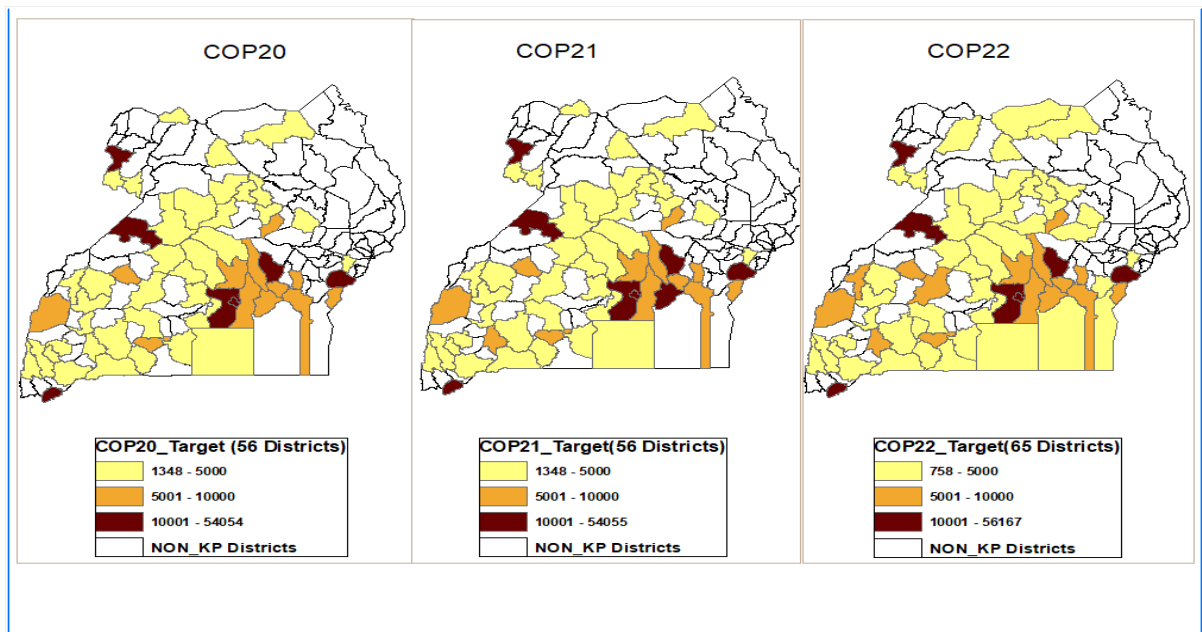 COP20
COP20_Target (56 Districts)
1348 - 5000
5001 - 10000
10001 - 54054
NON_KP Districts
COP21
COP21_Target(56 Districts)
1348 - 5000
5001 - 10000
10001 - 54055
NON_KP Districts
COP22
COP22_Target(65 Districts)
758 - 5000
5001 - 10000
10001 - 56167
NON_KP Districts